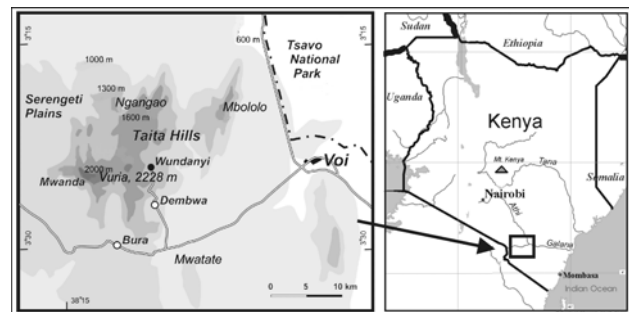 3°15
600 m
Tsavo
National
Park
1000 m
1300 m
Ngangao
Serengeti
Plains
1600 m
Mbololo
Taita Hills
Wundanyi
Voi
2000 m
Mwanda
Vuria, 2228 m
Dembwa
3°30
Bura
Mwatate
0 5 10 km
38°15
Sudan
Ethiopia
Uganda
Kenya
Mt. Kenya
Tana
Somalia
Nairobi
Athi
Galana
Mombasa
Indian Ocean